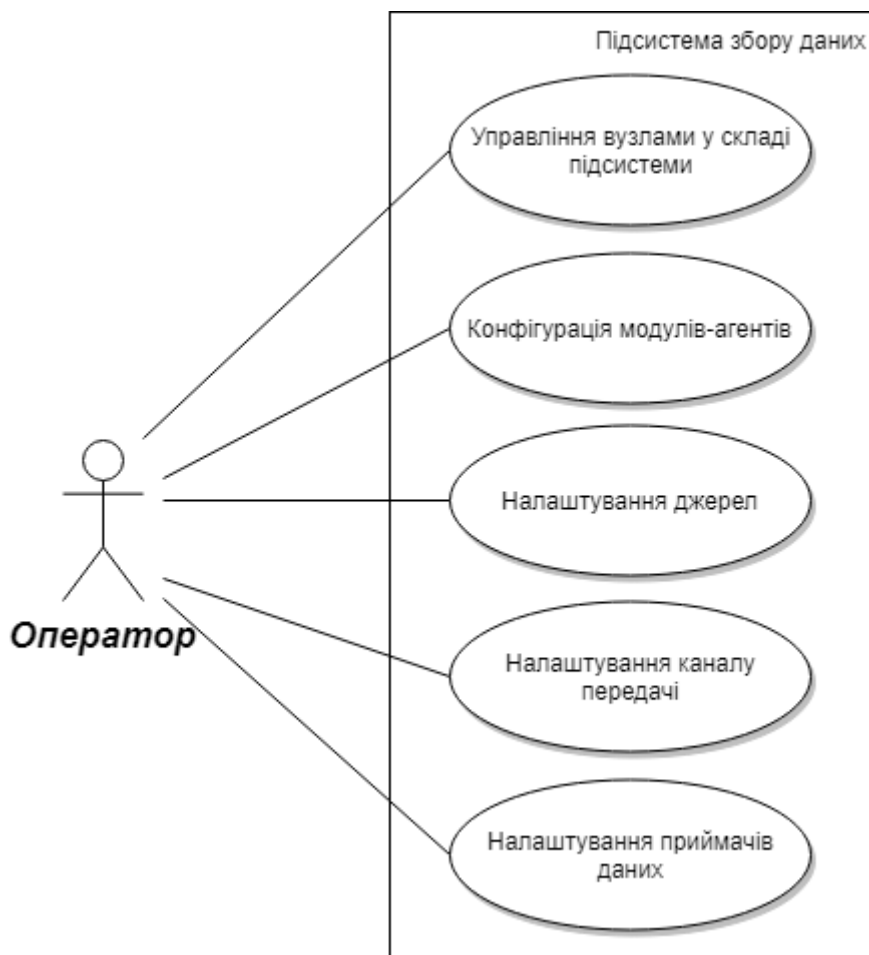 Підсистема збору даних
Управління вузлами у складі
підсистеми
Конфігурація модулів-агентів
Налаштування джерел
Оператор
Налаштування каналу
передачі
Налаштування приймачів
даних